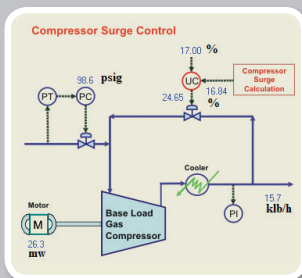 Compressor Surge Control
17.00 %
98.6 psig
PT
PC
UC
Compressor
Surge
Calculation
24.65
16.84
%
Cooler
Motor
M
Base Load
Gas
Compressor
PI
15.7
klb/h
26.3
mw